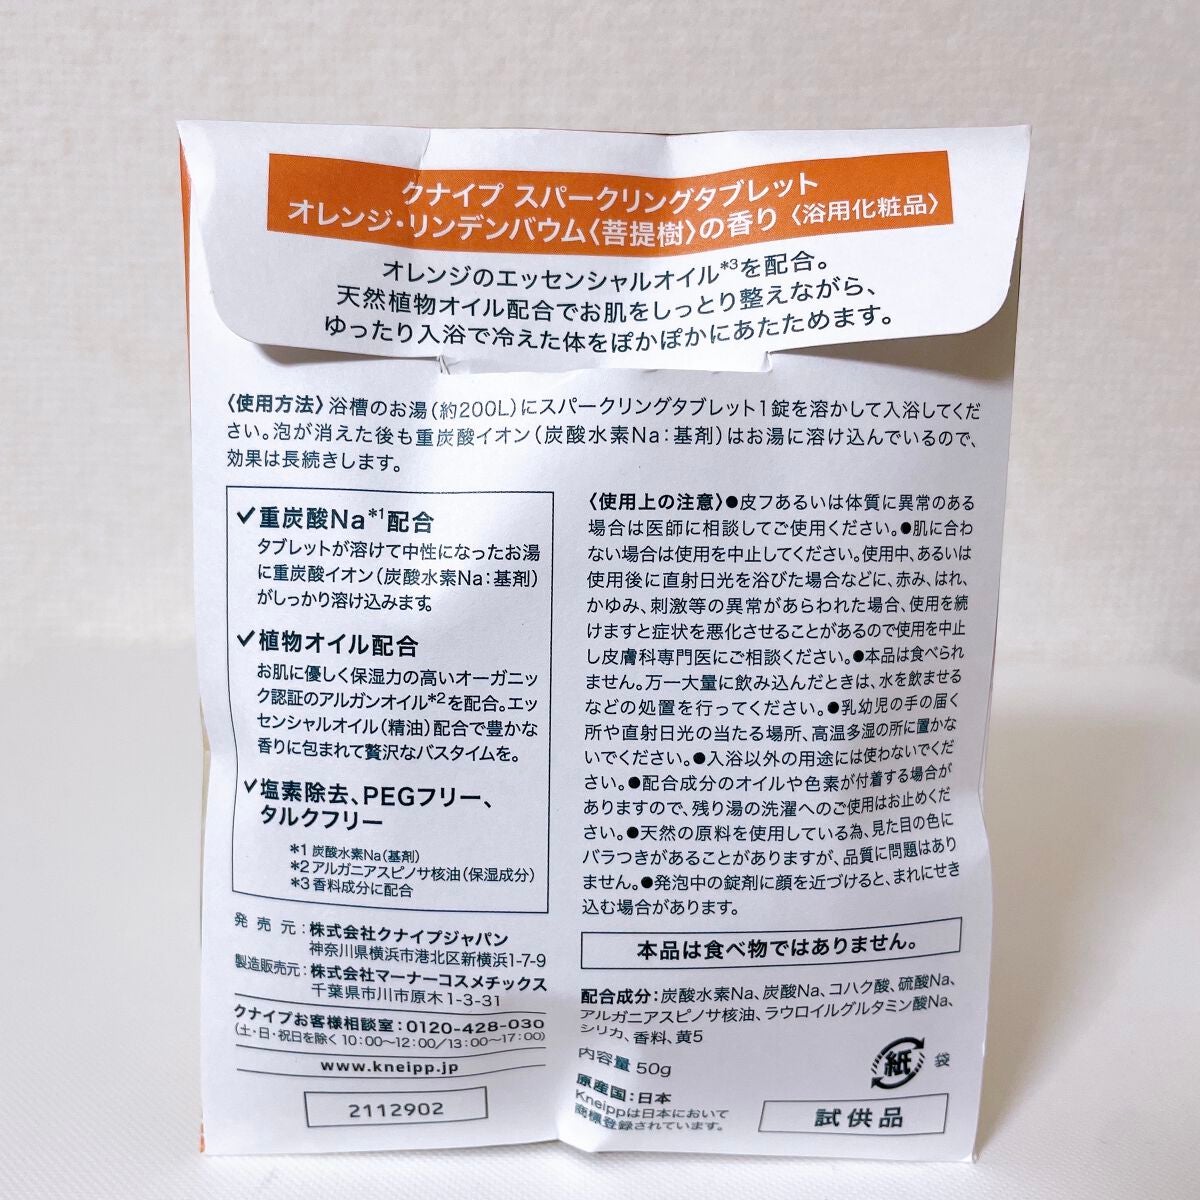 クナイプ スパークリングタブレット
オレンジ・リンデンバウム〈菩提樹〉の香り〈浴用化粧品〉
オレンジのエッセンシャルオイル*3を配合。
天然植物オイル配合でお肌をしっとり整えながら、
ゆったり入浴で冷えた体をぽかぽかにあたためます。
〈使用方法〉浴槽のお湯(約200L)にスパークリングタブレット1錠を溶かして入浴してくだ
さい。泡が消えた後も重炭酸イオン(炭酸水素Na:基剤)はお湯に溶け込んでいるので、
効果は長続きします。
✓重炭酸Na*1配合
タブレットが溶けて中性になったお湯
に重炭酸イオン(炭酸水素Na:基剤)
がしっかり溶け込みます。
✓植物オイル配合
お肌に優しく保湿力の高いオーガニッ
ク認証のアルガンオイル*2を配合。エッ
センシャルオイル(精油)配合で豊かな
香りに包まれて贅沢なバスタイムを。
✓塩素除去、PEGフリー、
タルクフリー
*1 炭酸水素Na(基剤)
*2 アルガニアスピノサ核油(保湿成分)
*3 香料成分に配合
発売元:株式会社クナイプジャパン
神奈川県横浜市港北区新横浜1-7-9
製造販売元:株式会社マーナーコスメチックス
千葉県市川市原木1-3-31
クナイプお客様相談室:0120-428-030
(土・日・祝日を除く 10:00〜12:00/13:00〜17:00)
www.kneipp.jp
2112902
〈使用上の注意〉●皮フあるいは体質に異常のある
場合は医師に相談してご使用ください。●肌に合わ
ない場合は使用を中止してください。使用中、あるいは
使用後に直射日光を浴びた場合などに、赤み、はれ、
かゆみ、刺激等の異常があらわれた場合、使用を続
けますと症状を悪化させることがあるので使用を中止
し皮膚科専門医にご相談ください。●本品は食べられ
ません。万一大量に飲み込んだときは、水を飲ませる
などの処置を行ってください。●乳幼児の手の届く
所や直射日光の当たる場所、高温多湿の所に置かな
いでください。●入浴以外の用途には使わないでくだ
さい。●配合成分のオイルや色素が付着する場合が
ありますので、残り湯の洗濯へのご使用はお止めくだ
さい。●天然の原料を使用している為、見た目の色に
バラつきがあることがありますが、品質に問題はあり
ません。●発泡中の錠剤に顔を近づけると、まれにせき
込む場合があります。
本品は食べ物ではありません。
配合成分:炭酸水素Na、炭酸Na、コハク酸、硫酸Na、
アルガニアスピノサ核油、ラウロイルグルタミン酸Na、
シリカ、香料、黄5
内容量 50g
原産国:日本
Kneippは日本において
商標登録されています。
紙
袋
試供品